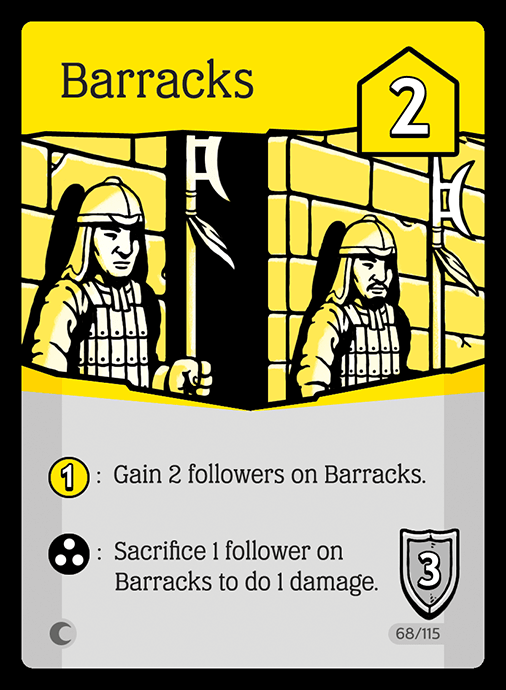 Barracks
2
1 : Gain 2 followers on Barracks.
: Sacrifice 1 follower on
Barracks to do 1 damage.
3
68/115